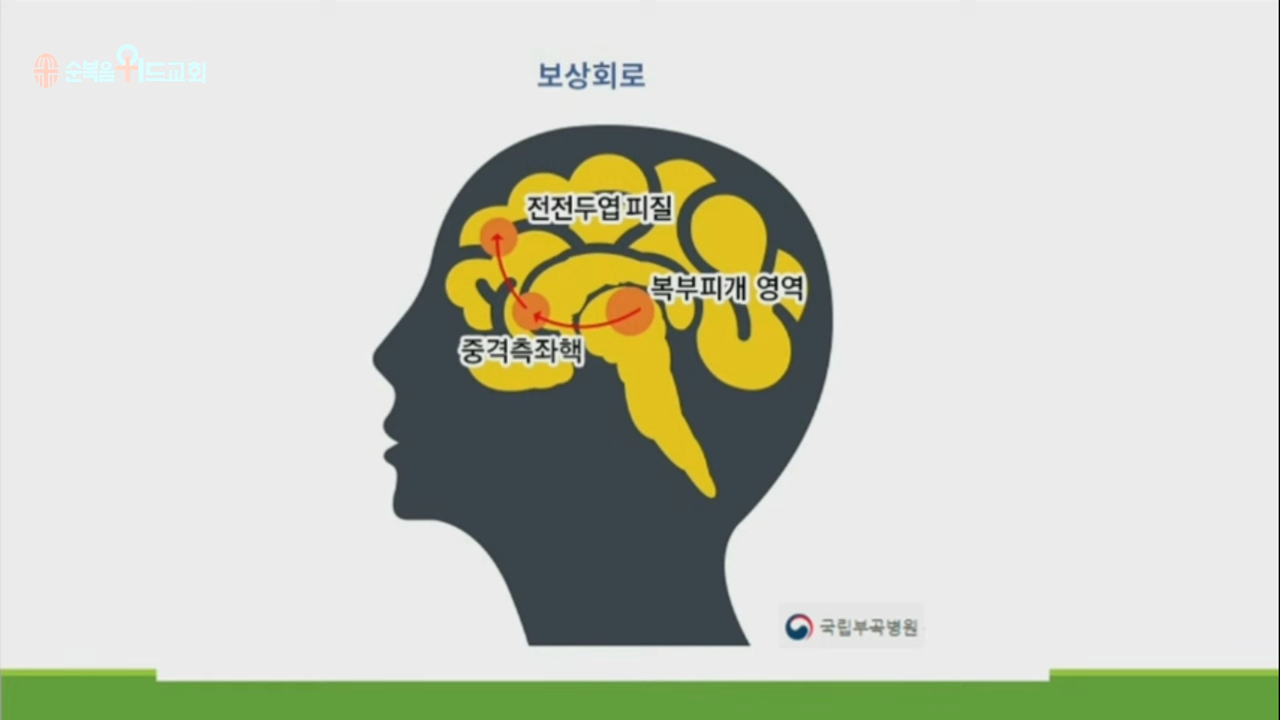 순복음위드교회
보상회로
전전두엽 피질
복부피개 영역
중격측좌핵
국립부곡병원